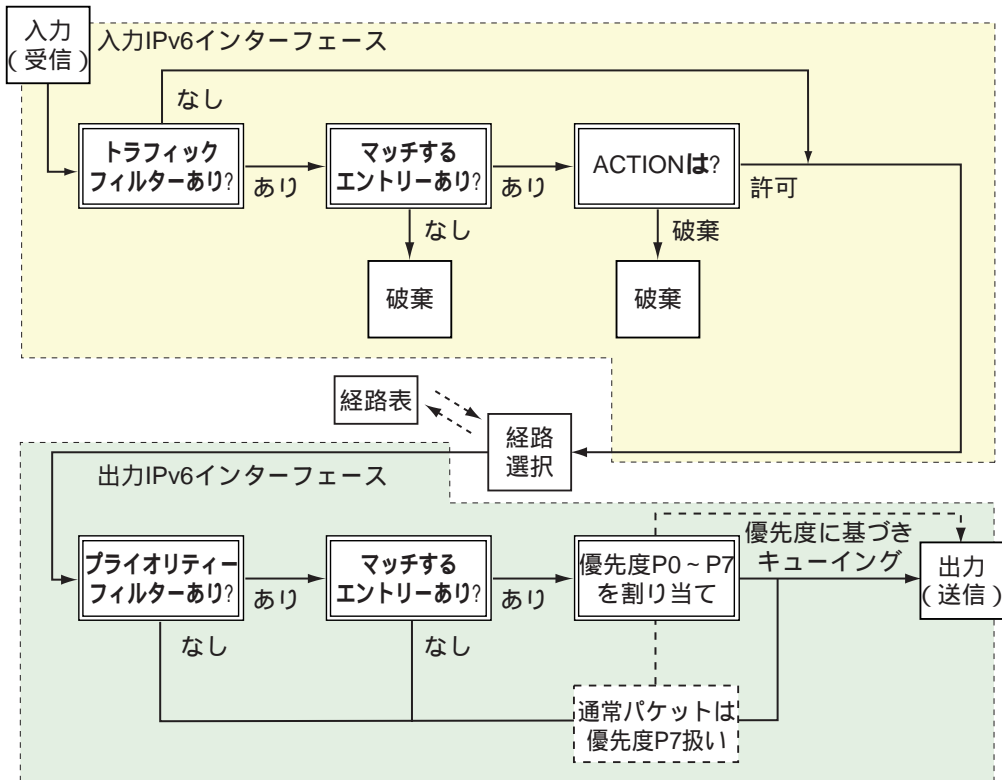 入力
(受信)
入力IPv6インターフェース
なし
トラフィック
フィルターあり?
あり
マッチする
エントリーあり?
あり
ACTIONは?
許可
なし
破棄
破棄
破棄
経路表
経路
選択
出力IPv6インターフェース
プライオリティー
フィルターあり?
あり
マッチする
エントリーあり?
あり
優先度P0~P7
を割り当て
優先度に基づき
キューイング
出力
(送信)
なし
なし
通常パケットは
優先度P7扱い